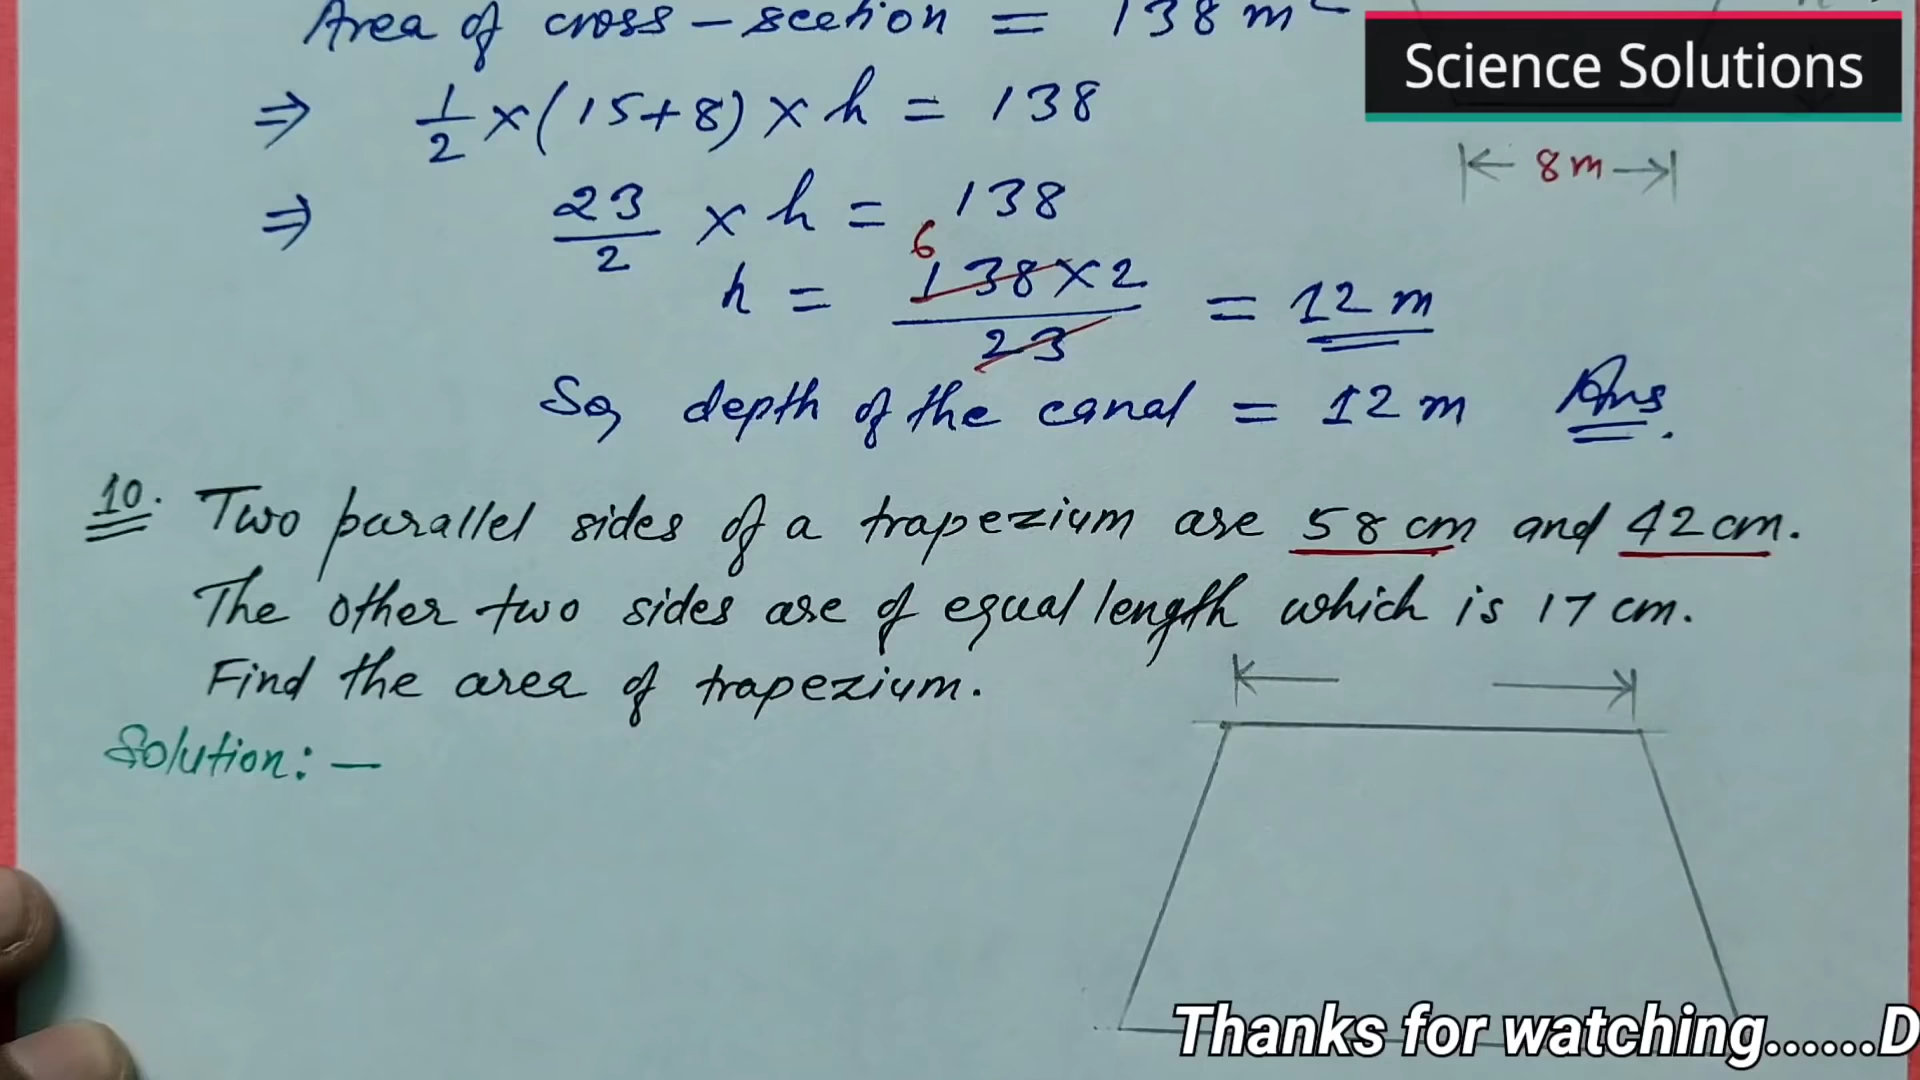 Area of cross-section = 138 m²
Science Solutions
⇒ 1/2 × (15+8) × h = 138
8m
⇒ 23/2 × h = 138
6
h = 138×2/23 = 12 m
So, depth of the canal = 12 m Ans.
10. Two parallel sides of a trapezium are 58 cm and 42 cm.
The other two sides are of equal length which is 17 cm.
Find the area of trapezium.
Solution:-
Thanks for watching......D